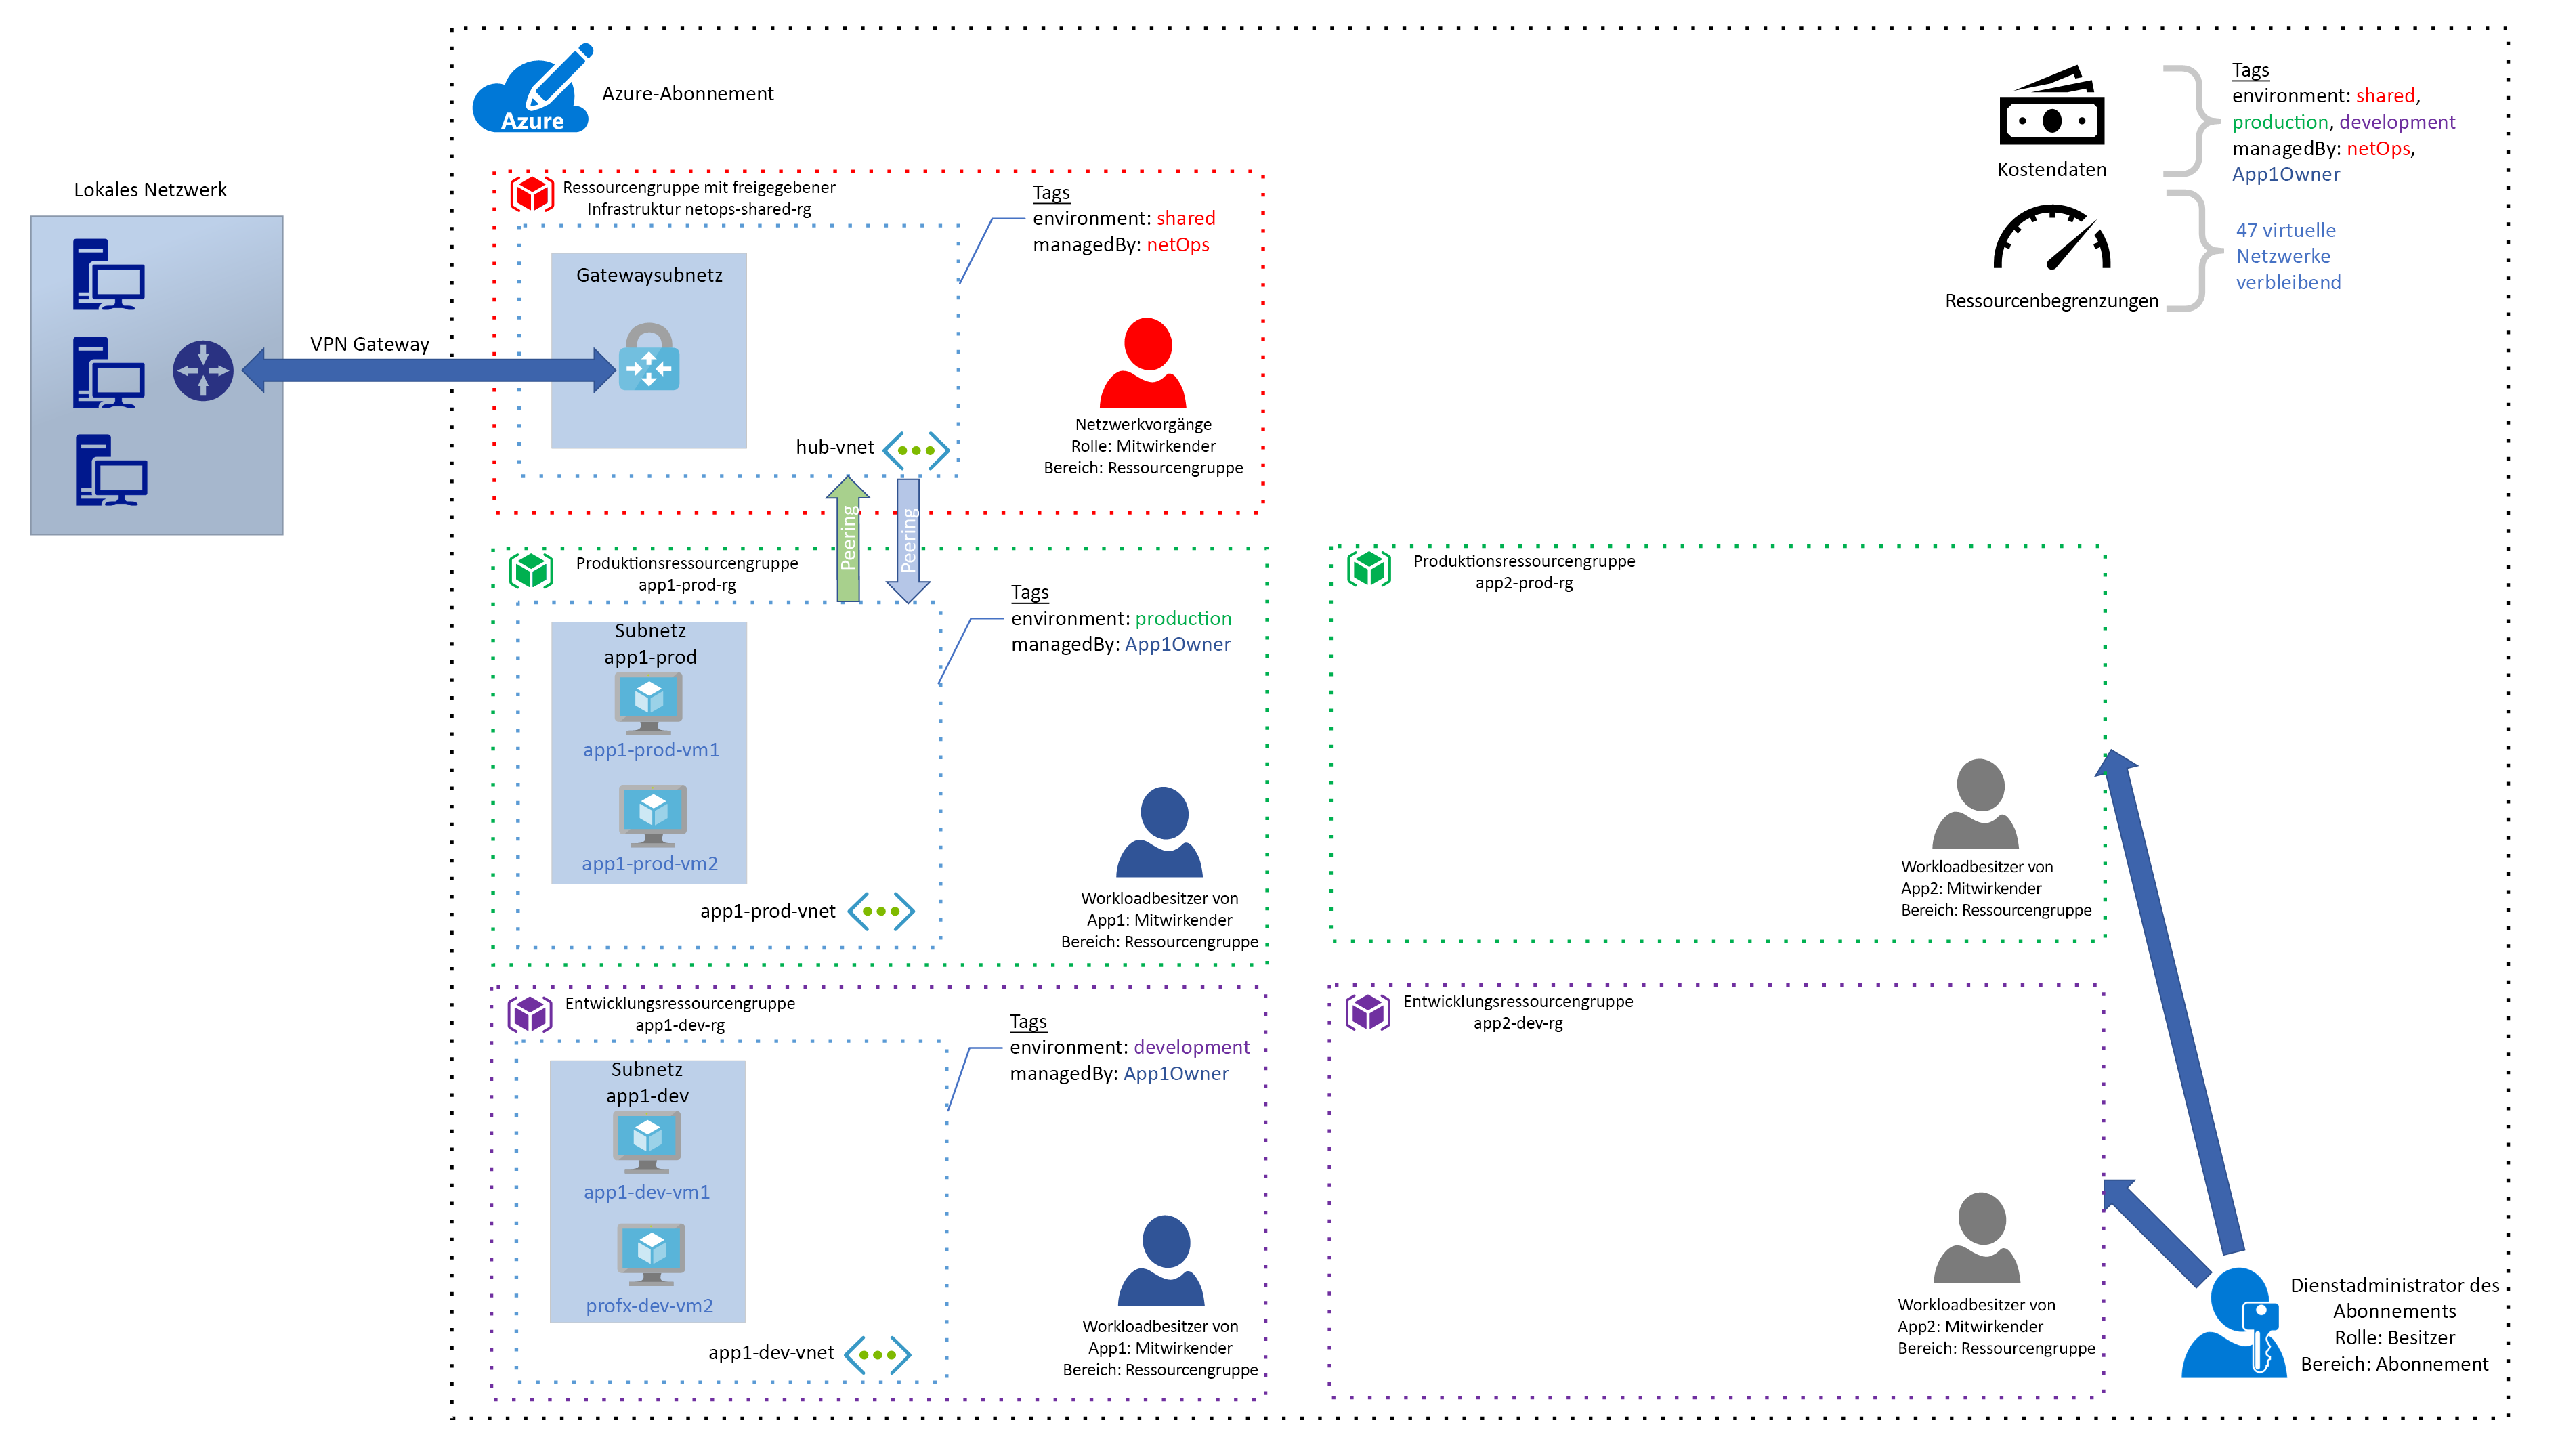 Azure
Azure-Abonnement
Kostendaten
Tags
environment: shared,
production, development
managedBy: netOps,
App1Owner
Ressourcenbegrenzungen
47 virtuelle
Netzwerke
verbleibend
Lokales Netzwerk
VPN Gateway
Ressourcengruppe mit freigegebener
Infrastruktur netops-shared-rg
Tags
environment: shared
managedBy: netOps
Gatewaysubnetz
hub-vnet
Netzwerkvorgänge
Rolle: Mitwirkender
Bereich: Ressourcengruppe
Peering
Peering
Produktionsressourcengruppe
app1-prod-rg
Tags
environment: production
managedBy: App1Owner
Subnetz
app1-prod
app1-prod-vm1
app1-prod-vm2
app1-prod-vnet
Workloadbesitzer von
App1: Mitwirkender
Bereich: Ressourcengruppe
Produktionsressourcengruppe
app2-prod-rg
Workloadbesitzer von
App2: Mitwirkender
Bereich: Ressourcengruppe
Entwicklungsressourcengruppe
app1-dev-rg
Tags
environment: development
managedBy: App1Owner
Subnetz
app1-dev
app1-dev-vm1
profx-dev-vm2
app1-dev-vnet
Workloadbesitzer von
App1: Mitwirkender
Bereich: Ressourcengruppe
Entwicklungsressourcengruppe
app2-dev-rg
Workloadbesitzer von
App2: Mitwirkender
Bereich: Ressourcengruppe
Dienstadministrator des
Abonnements
Rolle: Besitzer
Bereich: Abonnement